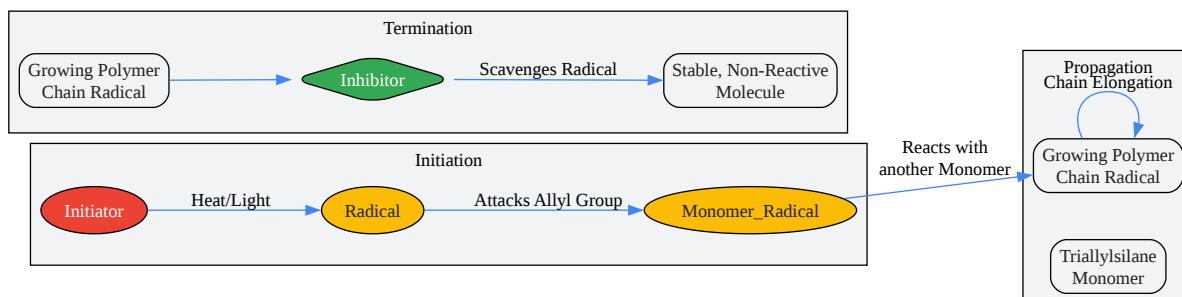 Termination
Growing Polymer
Chain Radical
Inhibitor
Scavenges Radical
Stable, Non-Reactive
Molecule
Initiation
Initiator
Heat/Light
Radical
Attacks Allyl Group
Monomer_Radical
Reacts with
another Monomer
Propagation
Chain Elongation
Growing Polymer
Chain Radical
Triallylsilane
Monomer